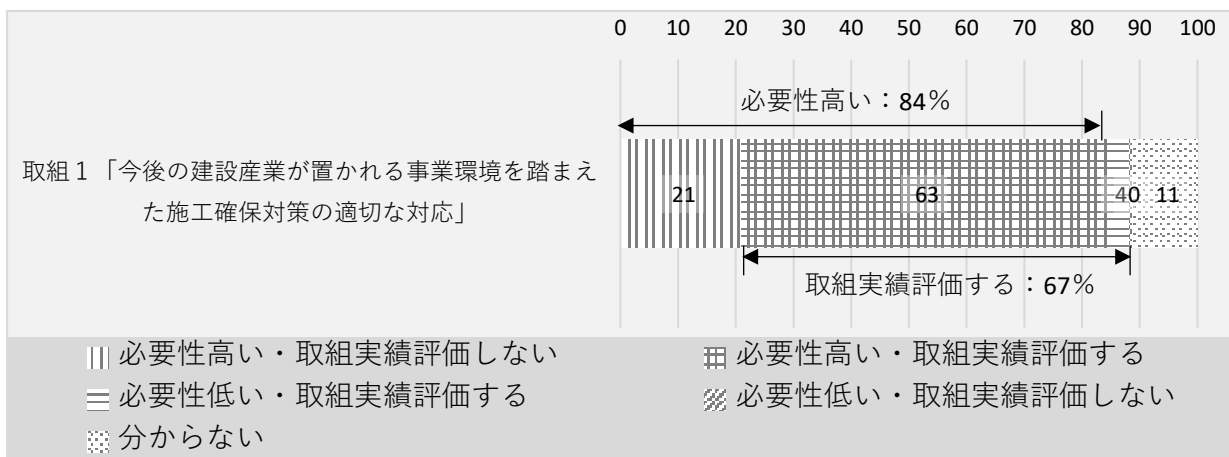 0 10 20 30 40 50 60 70 80 90 100
必要性高い：84％
取組１「今後の建設産業が置かれる事業環境を踏まえ
た施工確保対策の適切な対応」
21 63 4 0 11
取組実績評価する：67％
必要性高い・取組実績評価しない 必要性高い・取組実績評価する
必要性低い・取組実績評価する 必要性低い・取組実績評価しない
分からない